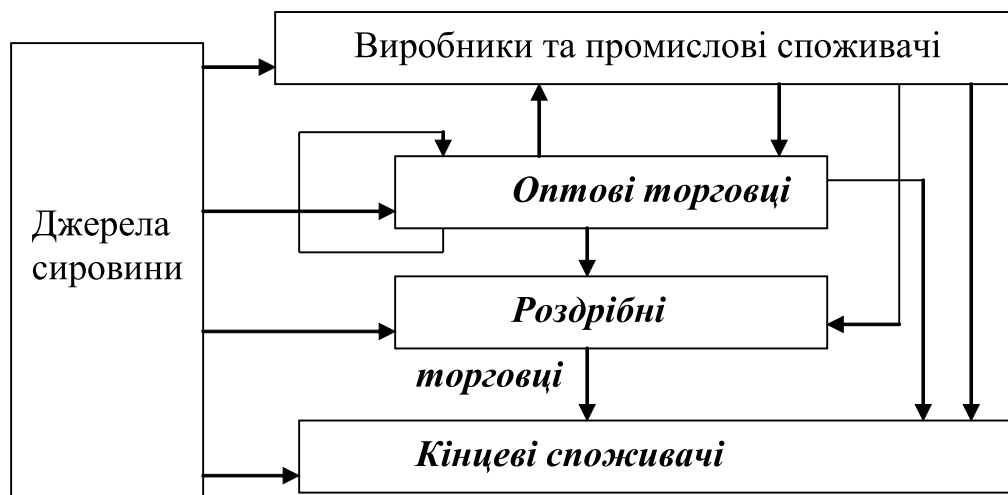 Виробники та промислові споживачі
Джерела
сировини
Оптові торговці
Роздрібні
торговці
Кінцеві споживачі